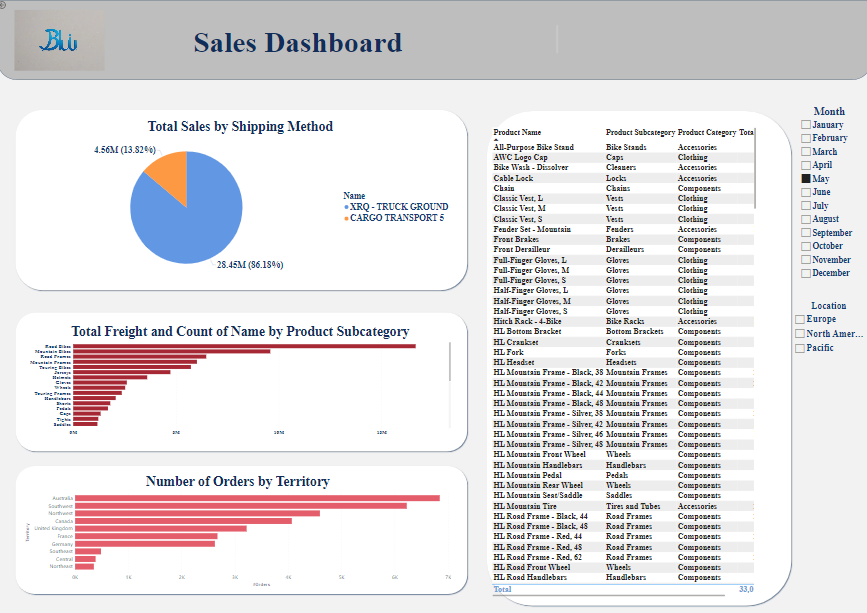 Blu
Sales Dashboard
Total Sales by Shipping Method
4.56M (13.82%)
28.45M (86.18%)
Name
XRQ - TRUCK GROUND
CARGO TRANSPORT 5
Total Freight and Count of Name by Product Subcategory
Road Bikes
Mountain Bikes
Road Frames
Mountain Frames
Touring Bikes
Jerseys
Helmets
Gloves
Wheels
Touring Frames
Handlebars
Shorts
Pedals
Caps
Tights
Saddles
0M
5M
10M
15M
Number of Orders by Territory
Territory
Australia
Southwest
Northwest
Canada
United Kingdom
France
Germany
Southeast
Central
Northeast
0K 1K 2K 3K 4K 5K 6K 7K
#Orders
Product Name Product Subcategory Product Category Tota
All-Purpose Bike Stand Bike Stands Accessories
AWC Logo Cap Caps Clothing
Bike Wash - Dissolver Cleaners Accessories
Cable Lock Locks Accessories
Chain Chains Components
Classic Vest, L Vests Clothing
Classic Vest, M Vests Clothing
Classic Vest, S Vests Clothing
Fender Set - Mountain Fenders Accessories
Front Brakes Brakes Components
Front Derailleur Derailleurs Components
Full-Finger Gloves, L Gloves Clothing
Full-Finger Gloves, M Gloves Clothing
Full-Finger Gloves, S Gloves Clothing
Half-Finger Gloves, L Gloves Clothing
Half-Finger Gloves, M Gloves Clothing
Half-Finger Gloves, S Gloves Clothing
Hitch Rack - 4-Bike Bike Racks Accessories
HL Bottom Bracket Bottom Brackets Components
HL Crankset Cranksets Components
HL Fork Forks Components
HL Headset Headsets Components
HL Mountain Frame - Black, 38 Mountain Frames Components
HL Mountain Frame - Black, 42 Mountain Frames Components
HL Mountain Frame - Black, 44 Mountain Frames Components
HL Mountain Frame - Black, 48 Mountain Frames Components
HL Mountain Frame - Silver, 38 Mountain Frames Components
HL Mountain Frame - Silver, 42 Mountain Frames Components
HL Mountain Frame - Silver, 46 Mountain Frames Components
HL Mountain Frame - Silver, 48 Mountain Frames Components
HL Mountain Front Wheel Wheels Components
HL Mountain Handlebars Handlebars Components
HL Mountain Pedal Pedals Components
HL Mountain Rear Wheel Wheels Components
HL Mountain Seat/Saddle Saddles Components
HL Mountain Tire Tires and Tubes Accessories
HL Road Frame - Black, 44 Road Frames Components
HL Road Frame - Black, 48 Road Frames Components
HL Road Frame - Red, 44 Road Frames Components
HL Road Frame - Red, 48 Road Frames Components
HL Road Frame - Red, 62 Road Frames Components
HL Road Front Wheel Wheels Components
HL Road Handlebars Handlebars Components
Total 33,0
Month
January
February
March
April
May
June
July
August
September
October
November
December
Location
Europe
North Amer...
Pacific